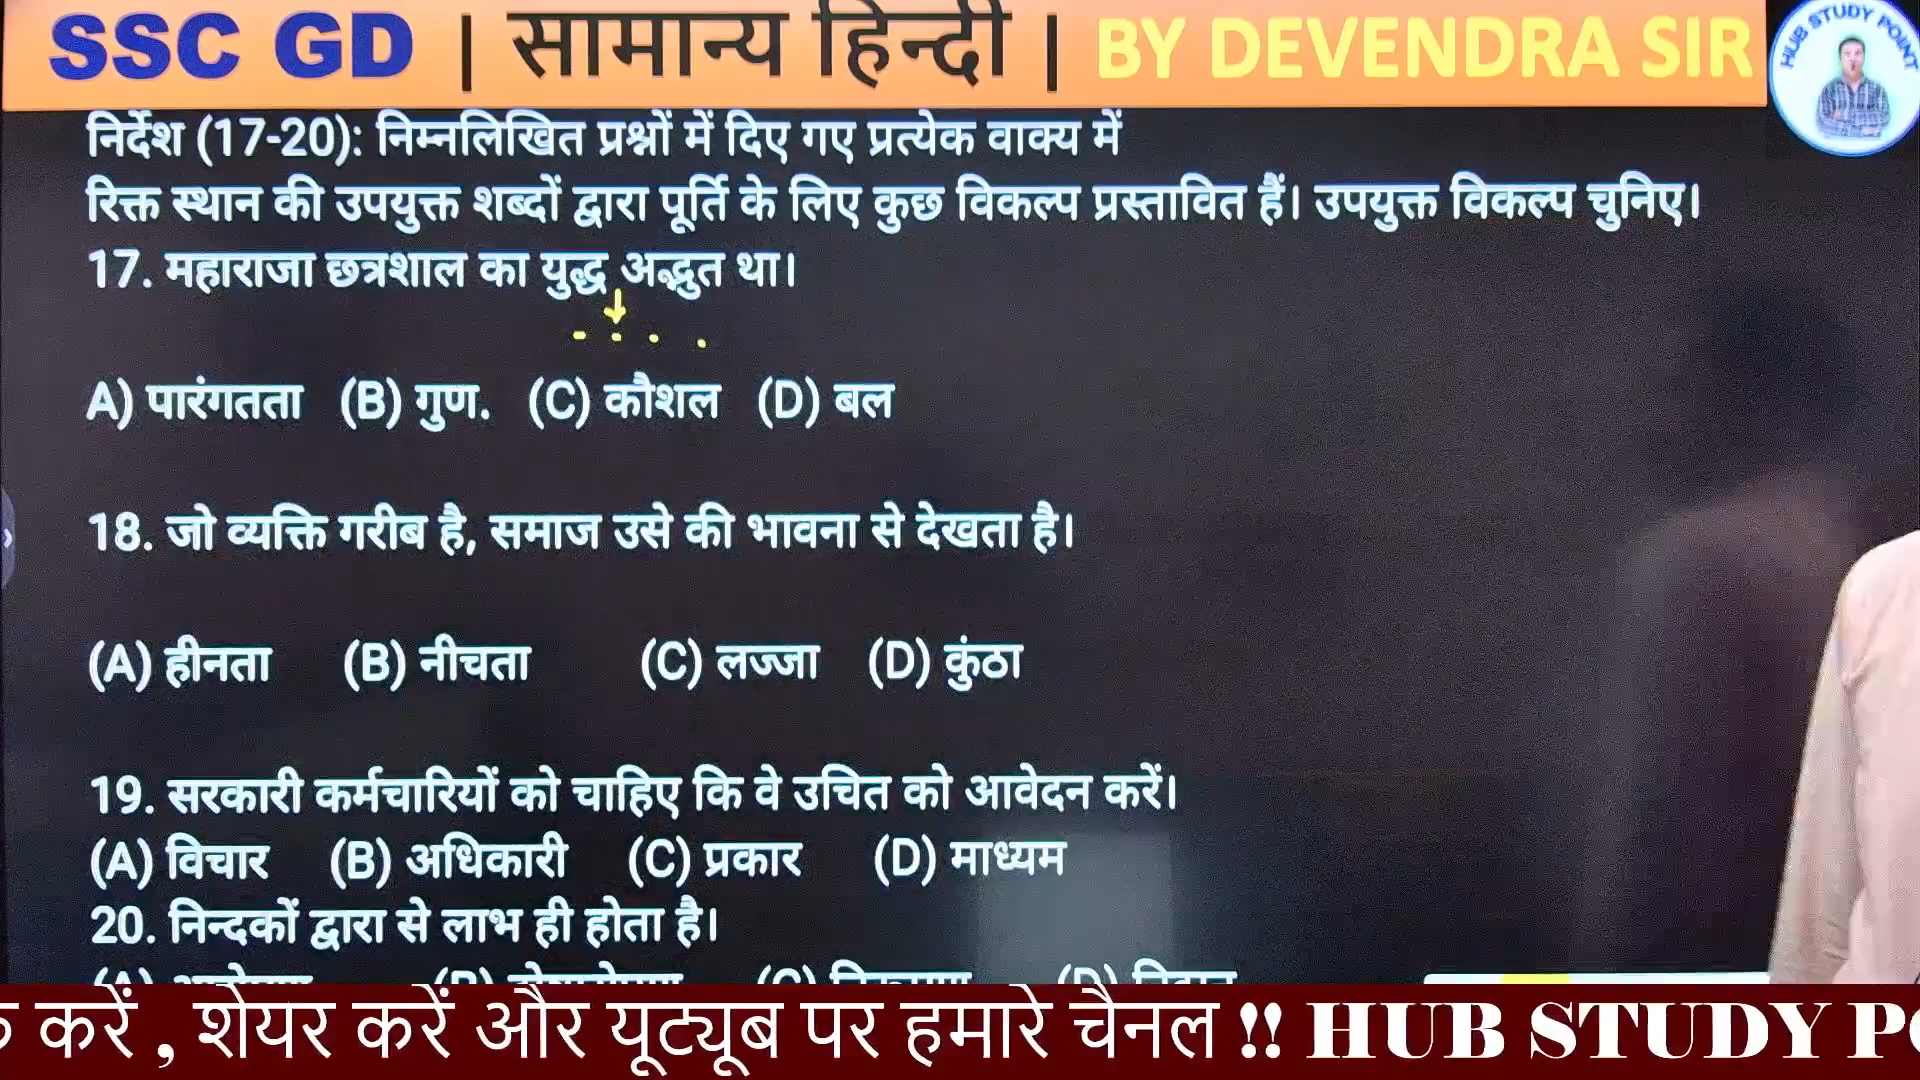 SSC GD | सामान्य हिन्दी | BY DEVENDRA SIR
HUB STUDY POINT
निर्देश (17-20): निम्नलिखित प्रश्नों में दिए गए प्रत्येक वाक्य में
रिक्त स्थान की उपयुक्त शब्दों द्वारा पूर्ति के लिए कुछ विकल्प प्रस्तावित हैं। उपयुक्त विकल्प चुनिए।
17. महाराजा छत्रशाल का युद्ध अद्भुत था।
A) पारंगतता (B) गुण. (C) कौशल (D) बल
18. जो व्यक्ति गरीब है, समाज उसे की भावना से देखता है।
(A) हीनता (B) नीचता (C) लज्जा (D) कुंठा
19. सरकारी कर्मचारियों को चाहिए कि वे उचित को आवेदन करें।
(A) विचार (B) अधिकारी (C) प्रकार (D) माध्यम
20. निन्दकों द्वारा से लाभ ही होता है।
(A) (B) (C) (D)
करें , शेयर करें और यूट्यूब पर हमारे चैनल !! HUB STUDY